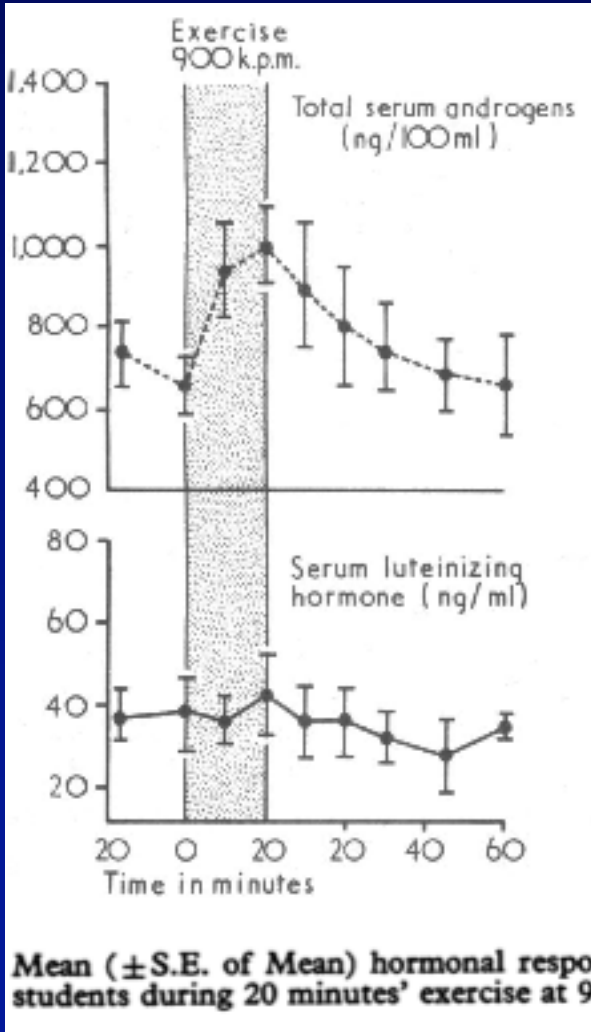 Exercise
900 k.p.m.
1,400
Total serum androgens
(ng/100ml)
1,200
1,000
800
600
400
80
Serum luteinizing
hormone (ng/ml)
60
40
20
20 0 20 20 40 60
Time in minutes
Mean (±S.E. of Mean) hormonal respo
students during 20 minutes' exercise at 9